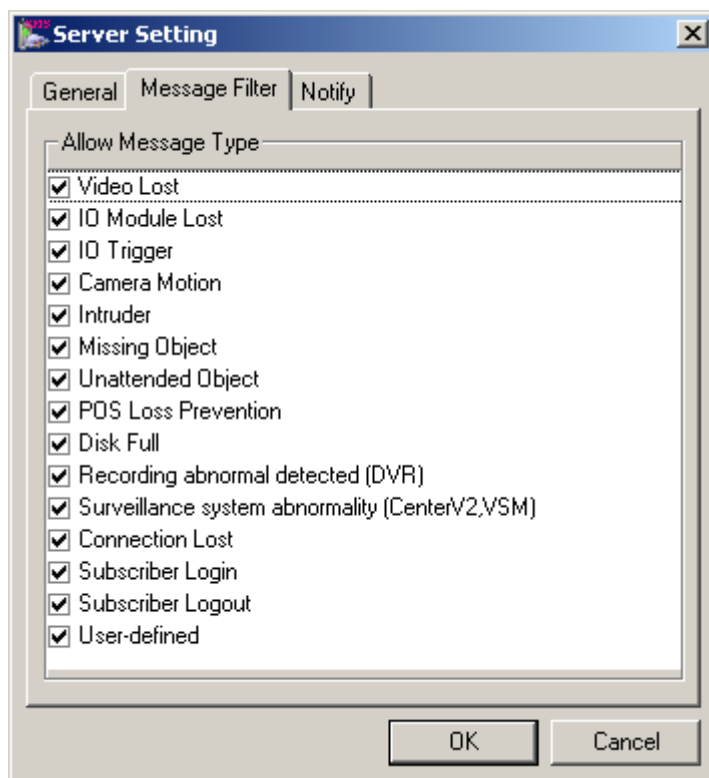 Server Setting
General Message Filter Notify
Allow Message Type
Video Lost
IO Module Lost
IO Trigger
Camera Motion
Intruder
Missing Object
Unattended Object
POS Loss Prevention
Disk Full
Recording abnormal detected (DVR)
Surveillance system abnormality (CenterV2,VSM)
Connection Lost
Subscriber Login
Subscriber Logout
User-defined
OK Cancel